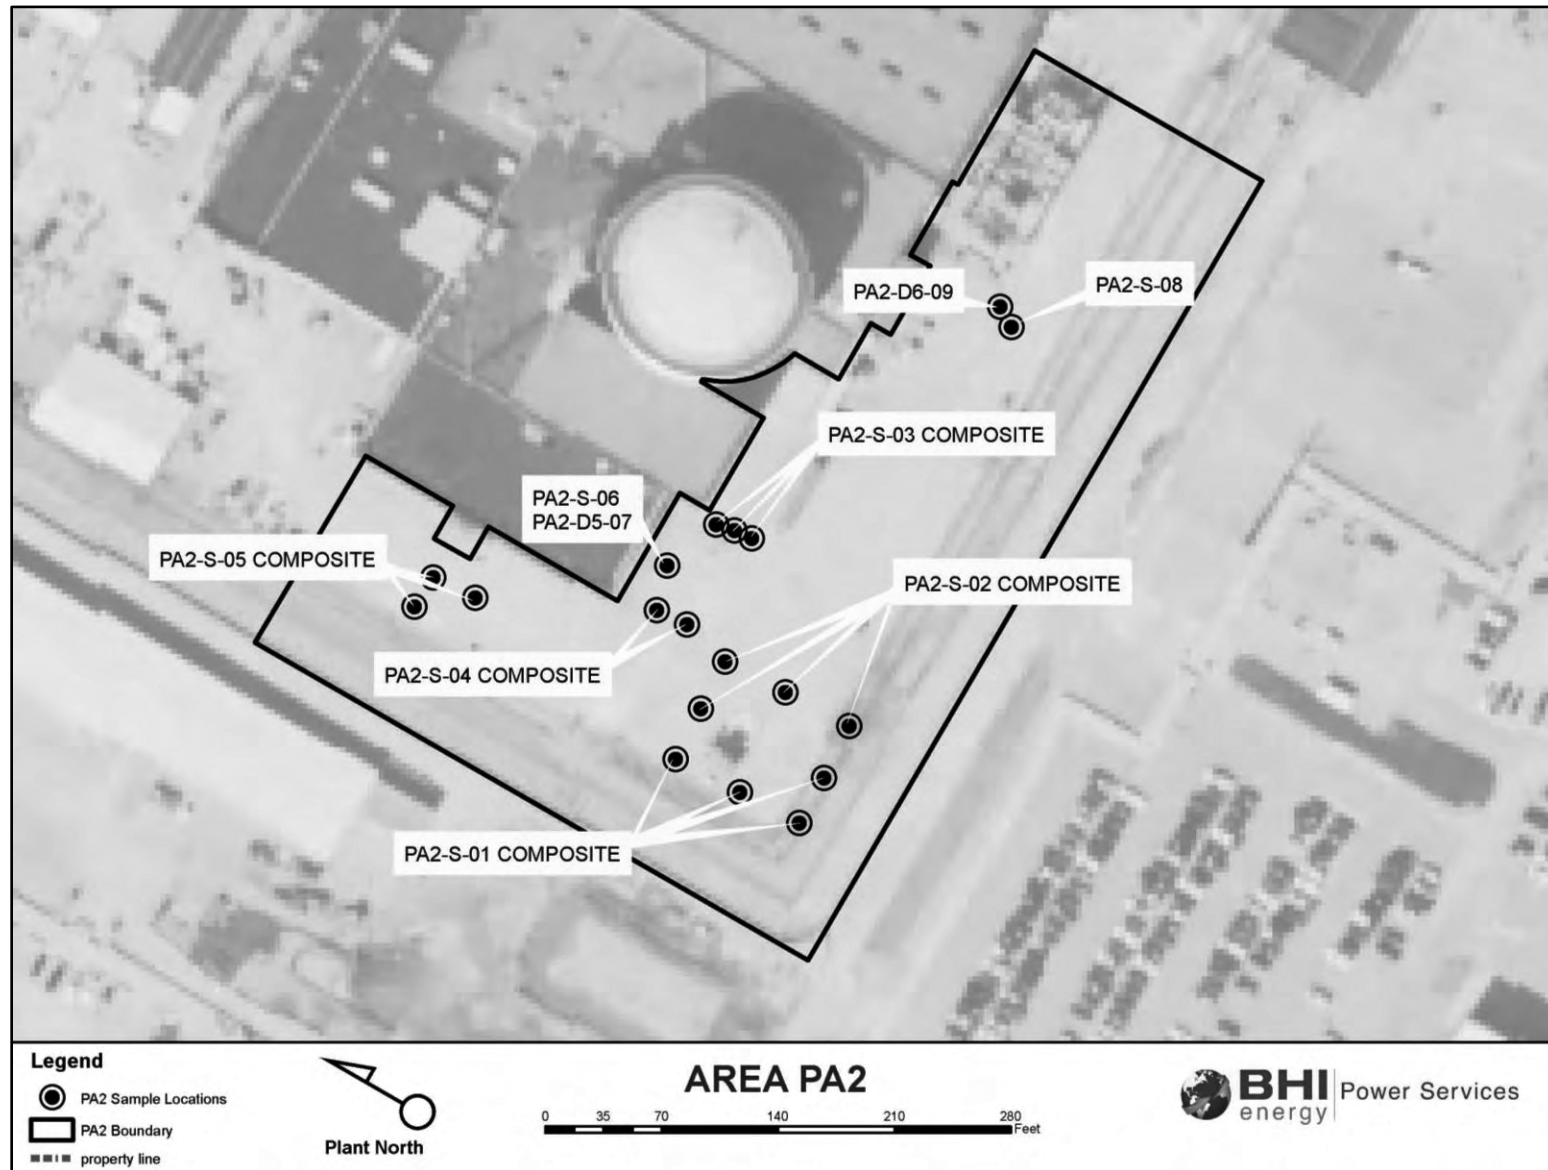 PA2-D6-09
PA2-S-08
PA2-S-03 COMPOSITE
PA2-S-06
PA2-D5-07
PA2-S-05 COMPOSITE
PA2-S-02 COMPOSITE
PA2-S-04 COMPOSITE
PA2-S-01 COMPOSITE
Legend
PA2 Sample Locations
PA2 Boundary
property line
Plant North
AREA PA2
0 35 70 140 210 280
Feet
BHI
energy
Power Services